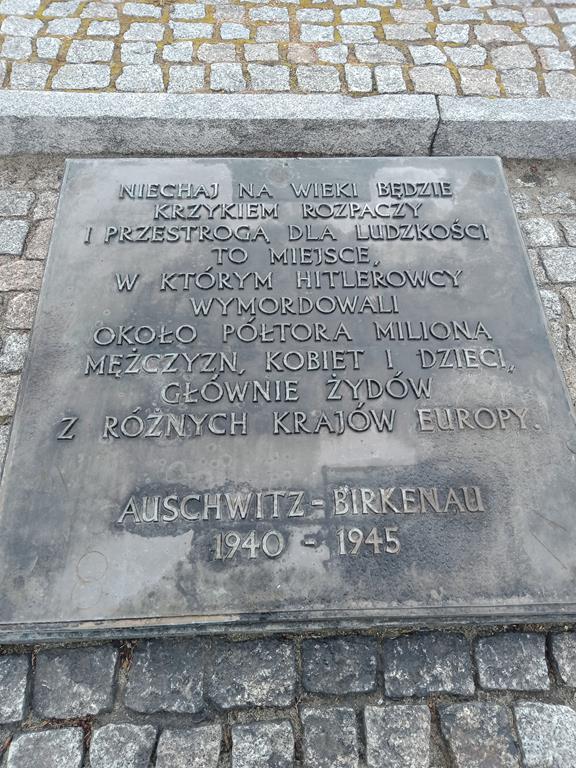 NIECHAJ NA WIEKI BĘDZIE
KRZYKIEM ROZPACZY
I PRZESTROGĄ DLA LUDZKOŚCI
TO MIEJSCE,
W KTÓRYM HITLEROWCY
WYMORDOWALI
OKOŁO PÓŁTORA MILIONA
MĘŻCZYZN, KOBIET I DZIECI,
GŁÓWNIE ŻYDÓW
Z RÓŻNYCH KRAJÓW EUROPY.
AUSCHWITZ-BIRKENAU
1940 - 1945